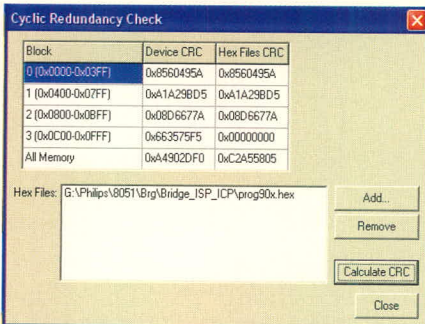 Cyclic Redundancy Check
Block Device CRC Hex Files CRC
0 (0x0000-0x03FF) 0x8560495A 0x8560495A
1 (0x0400-0x07FF) 0xA1A29BD5 0xA1A29BD5
2 (0x0800-0x0BFF) 0x08D6677A 0x08D6677A
3 (0x0C00-0x0FFF) 0x663575F5 0x00000000
All Memory 0xA4902DF0 0xC2A55805
Hex Files: G:\Philips\8051\Brg\Bridge_ISP_ICP\prog90x.hex
Add...
Remove
Calculate CRC
Close